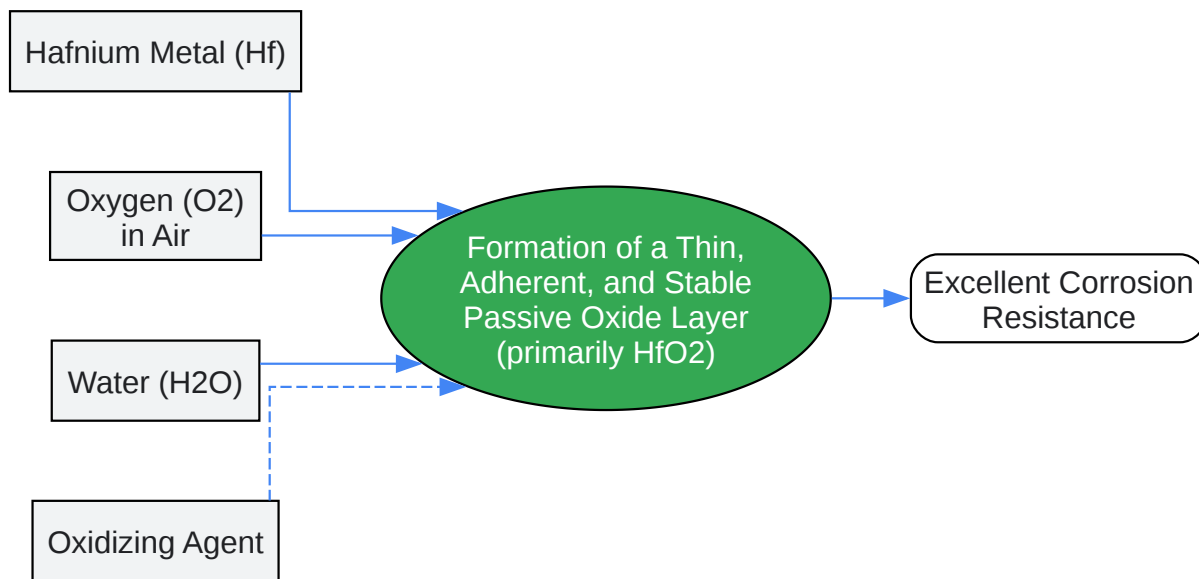 Hafnium Metal (Hf)
Oxygen (O2)
in Air
Water (H2O)
Oxidizing Agent
Formation of a Thin,
Adherent, and Stable
Passive Oxide Layer
(primarily HfO2)
Excellent Corrosion
Resistance